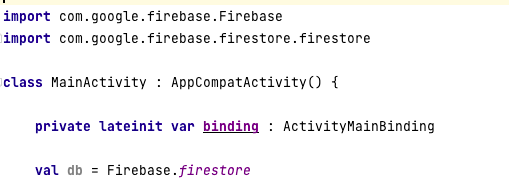 import com.google.firebase.Firebase
import com.google.firebase.firestore.firestore
class MainActivity : AppCompatActivity() {
private lateinit var binding : ActivityMainBinding
val db = Firebase.firestore